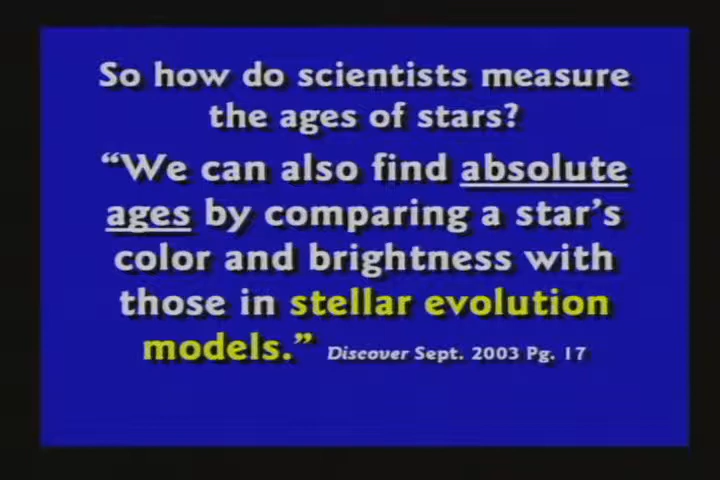 So how do scientists measure
the ages of stars?
“We can also find absolute
ages by comparing a star’s
color and brightness with
those in stellar evolution
models.” Discover Sept. 2003 Pg. 17